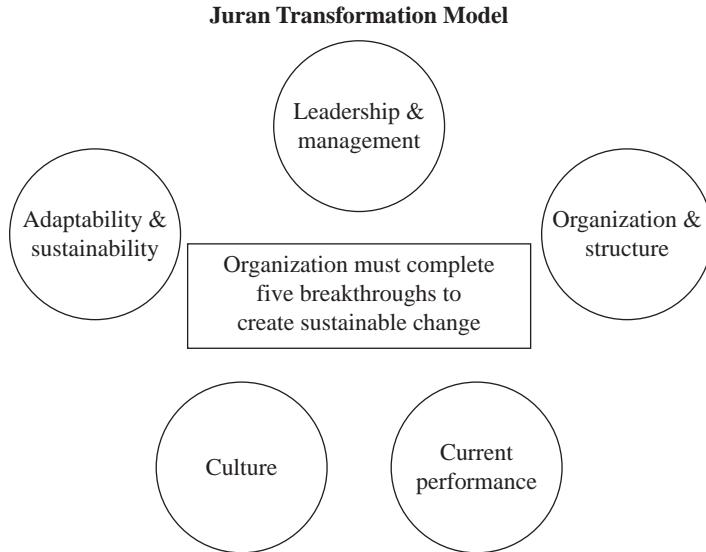 Juran Transformation Model
Leadership &
management
Adaptability &
sustainability
Organization &
structure
Organization must complete
five breakthroughs to
create sustainable change
Culture
Current
performance